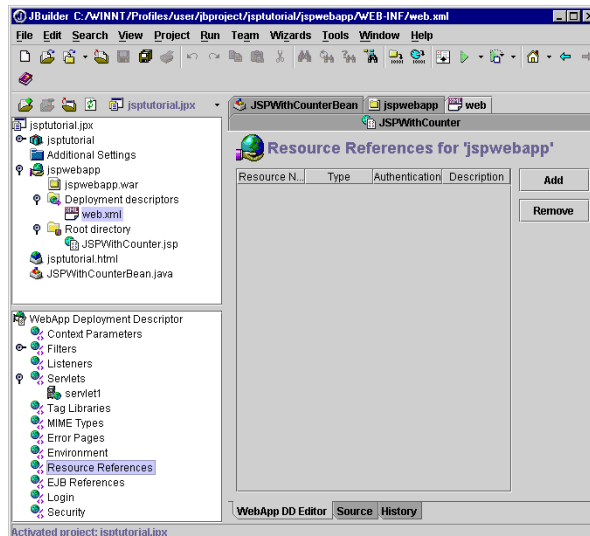 JBuilder C:/WINNT/Profiles/user/jbproject/jsptutorial/jspwebapp/WEB-INF/web.xml
File Edit Search View Project Run Team Wizards Tools Window Help
jsptutorial.jpx
JSPWithCounterBean jspwebapp web
JSPWithCounter
jsptutorial.jpx
jsptutorial
Additional Settings
jspwebapp
jspwebapp.war
Deployment descriptors
web.xml
Root directory
JSPWithCounter.jsp
jsptutorial.html
JSPWithCounterBean.java
WebApp Deployment Descriptor
Context Parameters
Filters
Listeners
Servlets
servlet1
Tag Libraries
MIME Types
Error Pages
Environment
Resource References
EJB References
Login
Security
Resource References for 'jspwebapp'
Resource N... Type Authentication Description
Add
Remove
WebApp DD Editor Source History
Activated project: jsptutorial.jpx